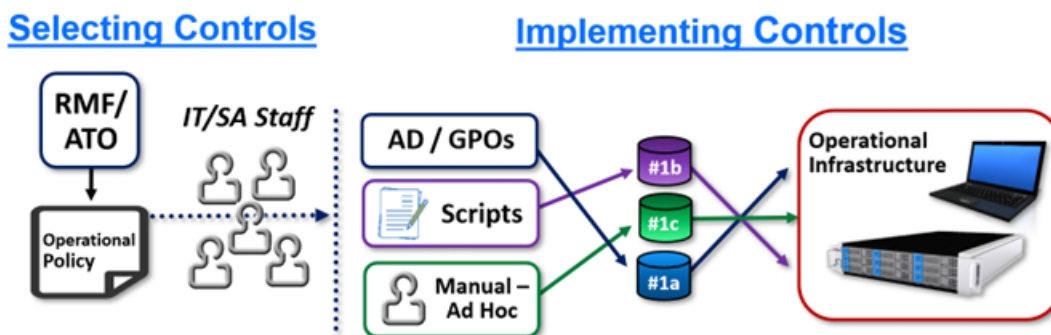 Selecting Controls
Implementing Controls
RMF/
ATO
IT/SA Staff
Operational
Policy
AD / GPOs
Scripts
Manual –
Ad Hoc
#1b
#1c
#1a
Operational
Infrastructure